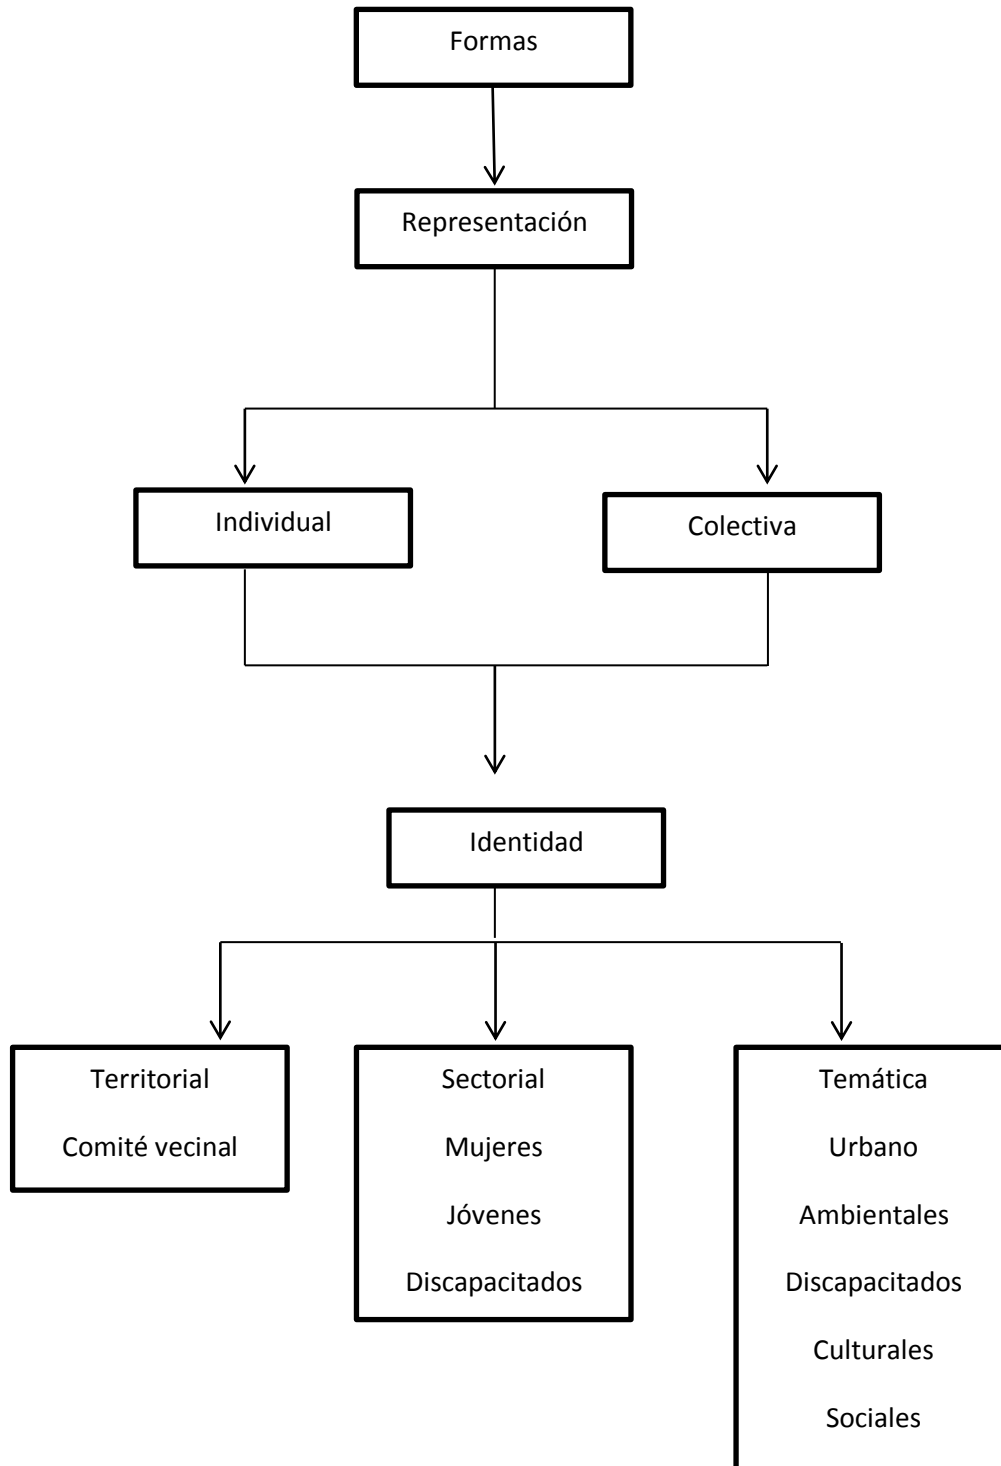 Formas
Representación
Individual
Colectiva
Identidad
Territorial
Comité vecinal
Sectorial
Mujeres
Jóvenes
Discapacitados
Temática
Urbano
Ambientales
Discapacitados
Culturales
Sociales